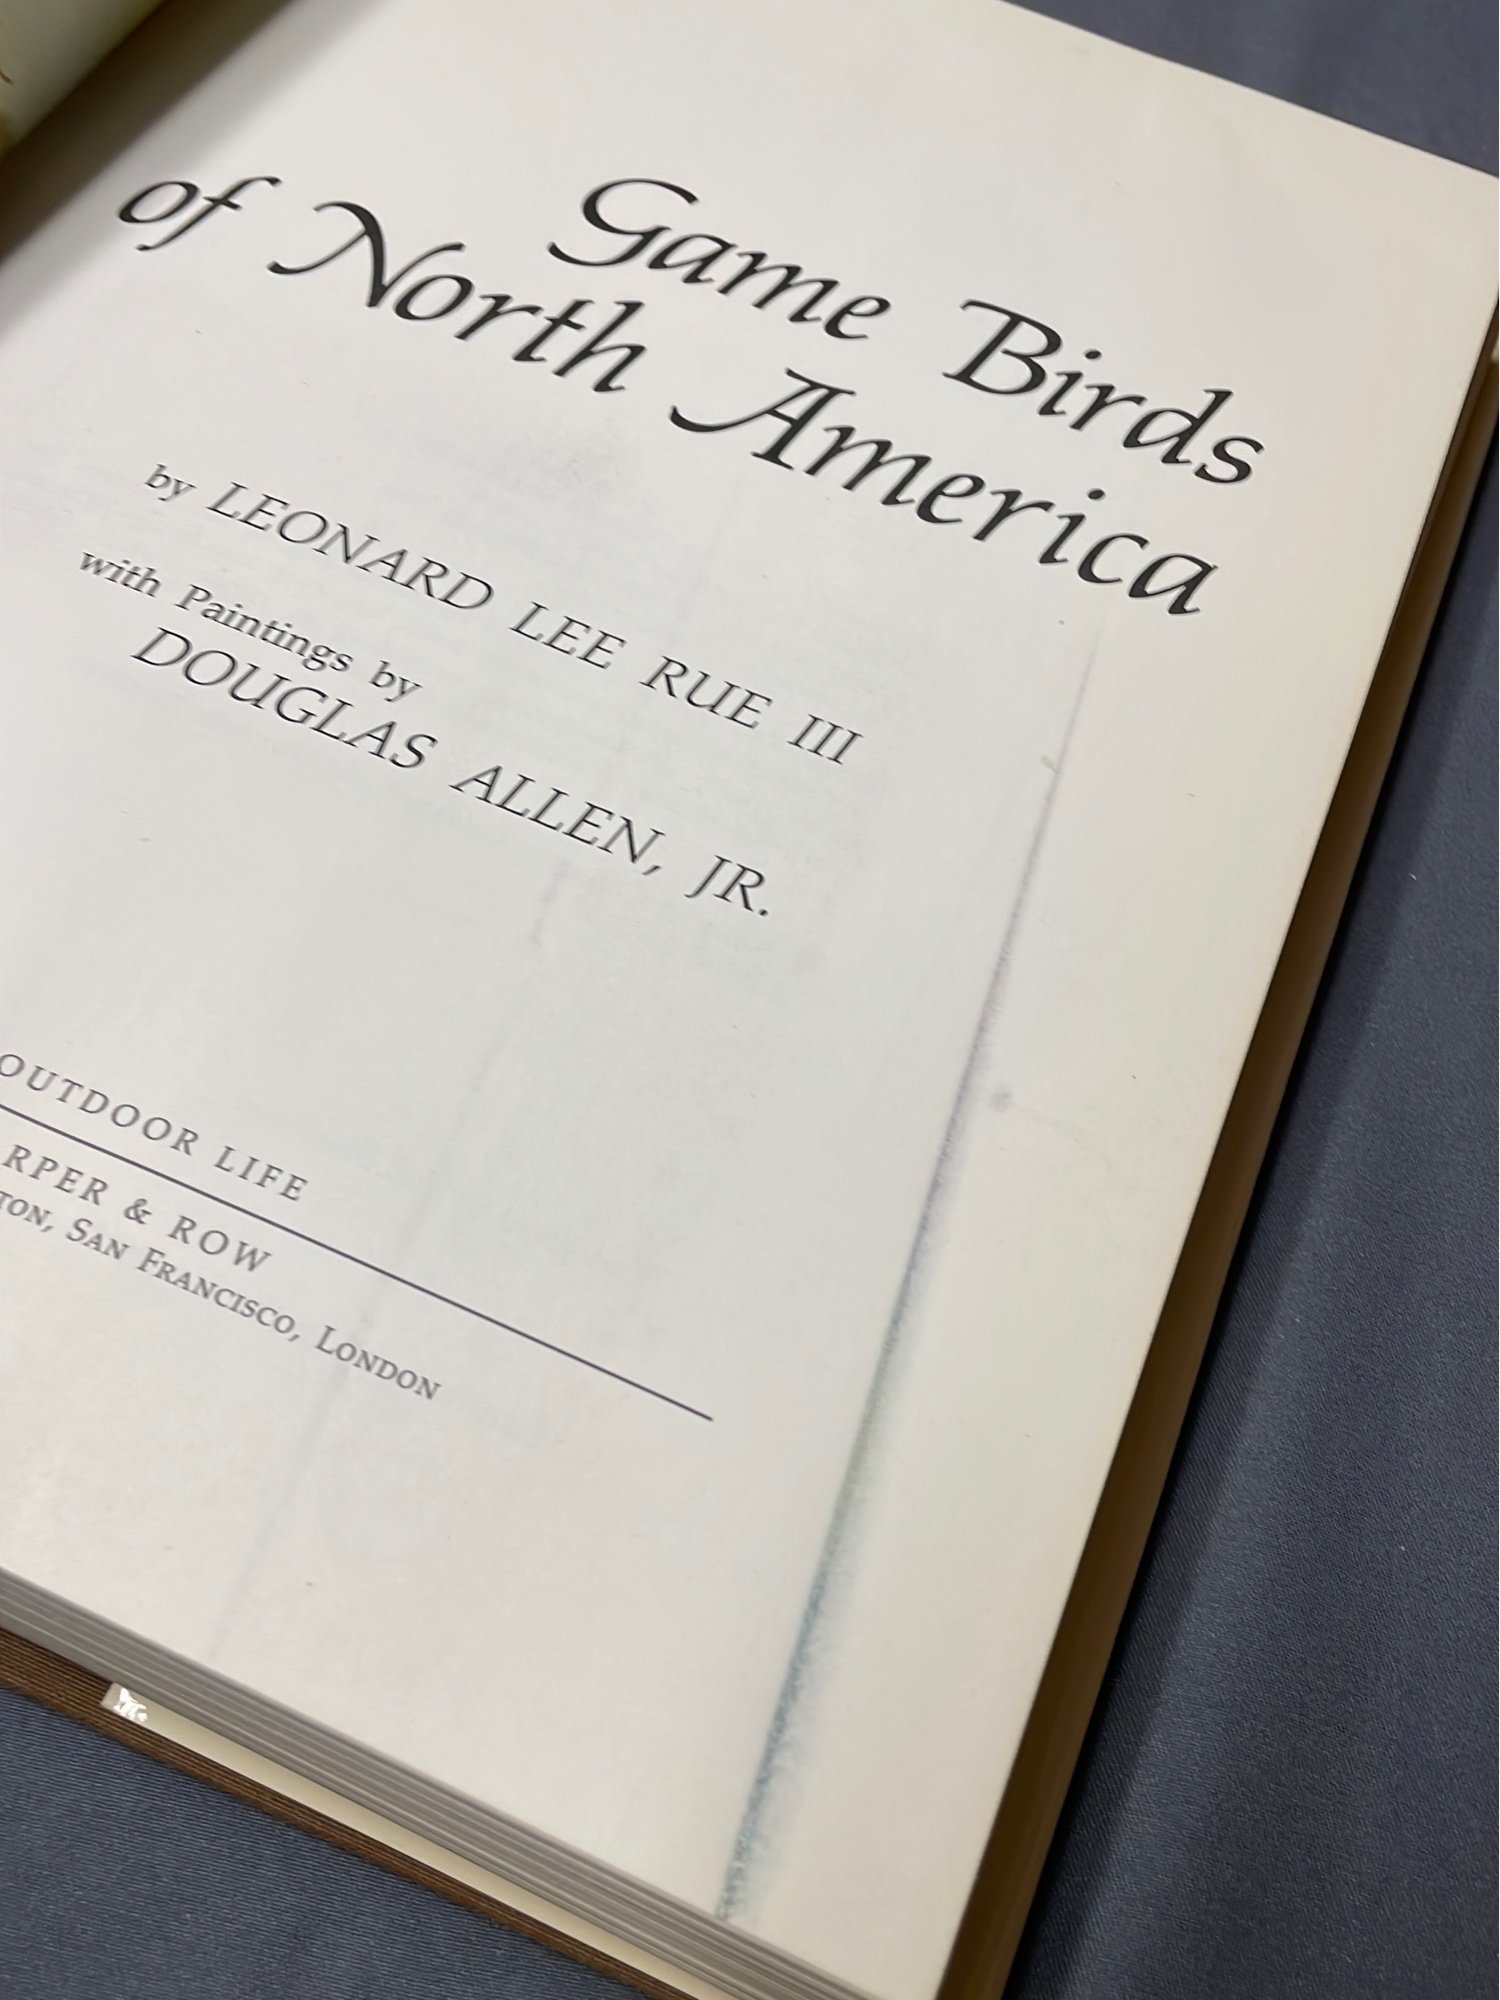 Game Birds
of North America
by LEONARD LEE RUE III
with Paintings by
DOUGLAS ALLEN, JR.
OUTDOOR LIFE
RPER & ROW
TON, SAN FRANCISCO, LONDON